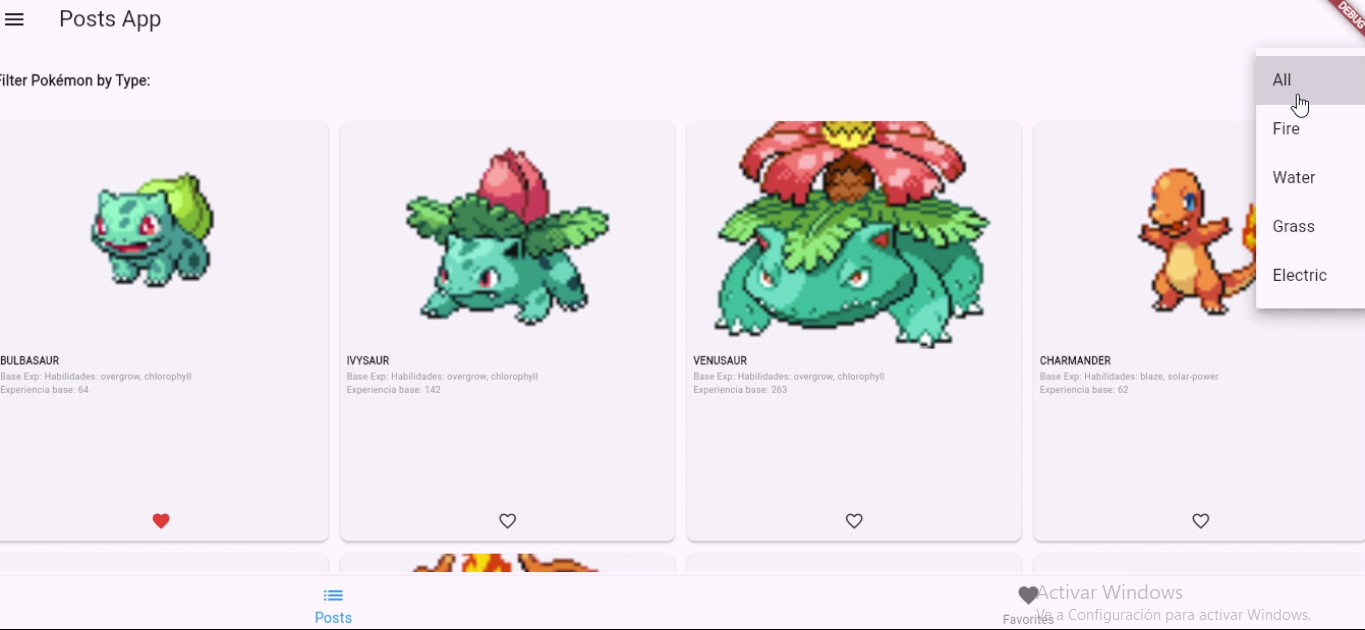 Posts App
DEBUG
Filter Pokémon by Type:
All
Fire
Water
Grass
Electric
BULBASAUR
Base Exp: Habilidades: overgrow, chlorophyll
Experiencia base: 64
IVYSAUR
Base Exp: Habilidades: overgrow, chlorophyll
Experiencia base: 142
VENUSAUR
Base Exp: Habilidades: overgrow, chlorophyll
Experiencia base: 263
CHARMANDER
Base Exp: Habilidades: blaze, solar-power
Experiencia base: 62
Posts
Favorites
Activar Windows
Ve a Configuración para activar Windows.